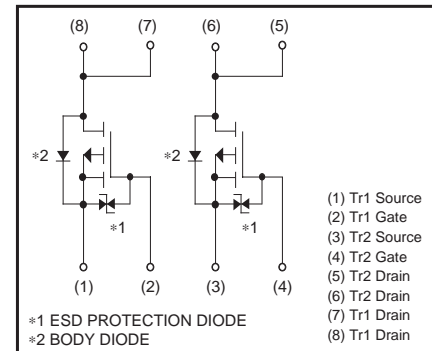 (8) (7) (6) (5)
∗2 ∗2
∗1 ∗1
(1) (2) (3) (4)
(1) Tr1 Source
(2) Tr1 Gate
(3) Tr2 Source
(4) Tr2 Gate
(5) Tr2 Drain
(6) Tr2 Drain
(7) Tr1 Drain
(8) Tr1 Drain
∗1 ESD PROTECTION DIODE
∗2 BODY DIODE